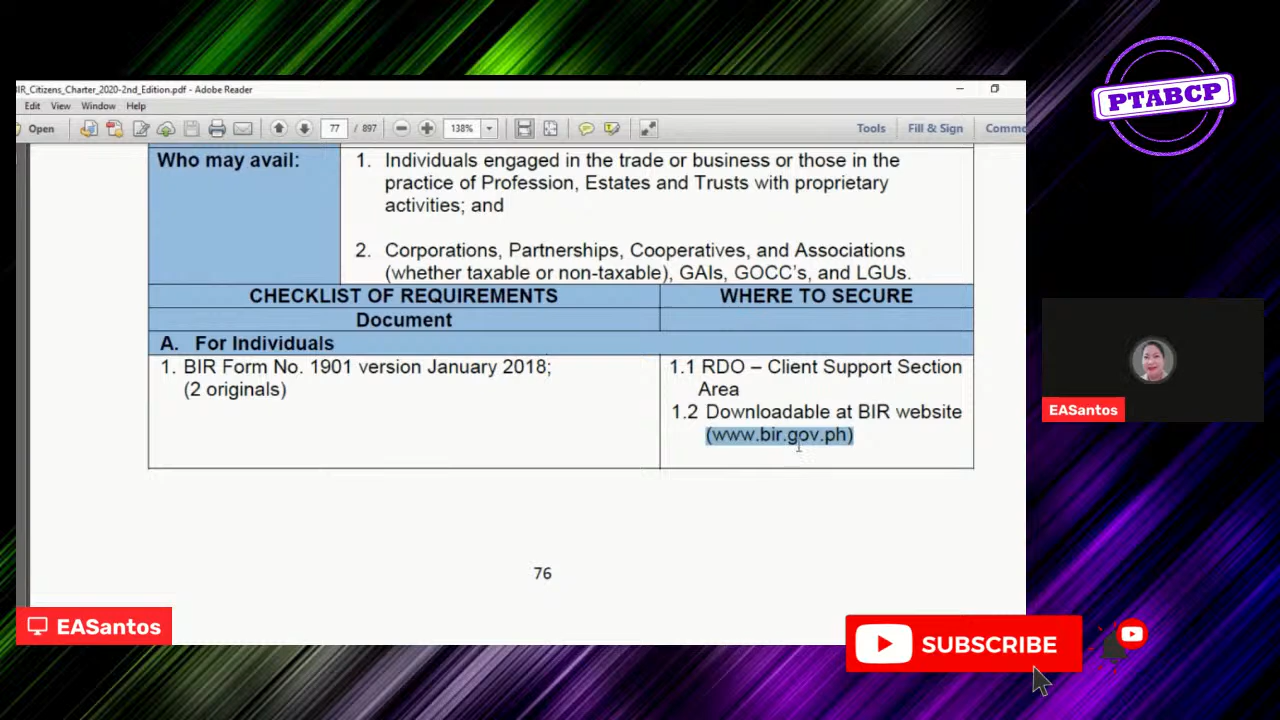 PTABCP
BIR_Citizens_Charter_2020-2nd_Edition.pdf - Adobe Reader
Edit View Window Help
Open 77 / 897 138% Tools Fill & Sign Comme
Who may avail:
1. Individuals engaged in the trade or business or those in the
practice of Profession, Estates and Trusts with proprietary
activities; and
2. Corporations, Partnerships, Cooperatives, and Associations
(whether taxable or non-taxable), GAIs, GOCC's, and LGUs.
CHECKLIST OF REQUIREMENTS WHERE TO SECURE
Document
A. For Individuals
1. BIR Form No. 1901 version January 2018;
(2 originals)
1.1 RDO – Client Support Section
Area
1.2 Downloadable at BIR website
(www.bir.gov.ph)
76
EASantos
EASantos
SUBSCRIBE